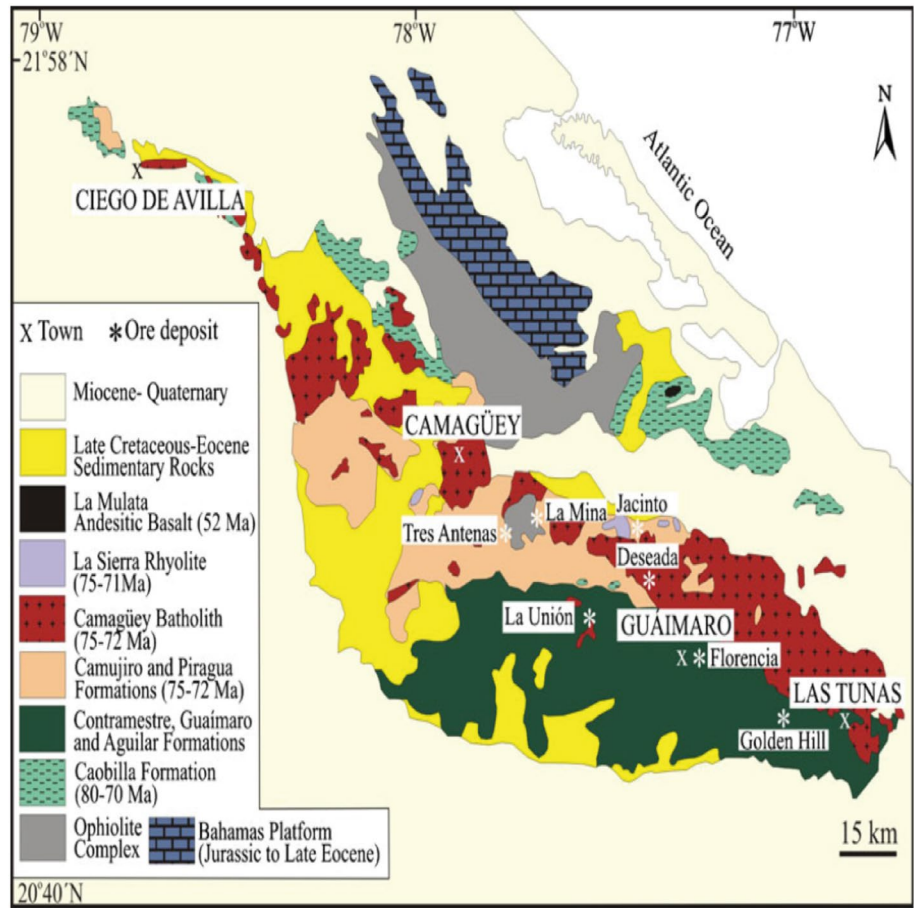 79°W
78°W
77°W
21°58´N
N
Atlantic Ocean
X
CIEGO DE AVILLA
X Town *Ore deposit
Miocene- Quaternary
Late Cretaceous-Eocene
Sedimentary Rocks
La Mulata
Andesitic Basalt (52 Ma)
La Sierra Rhyolite
(75-71Ma)
Camagüey Batholith
(75-72 Ma)
Camujiro and Piragua
Formations (75-72 Ma)
Contramestre, Guaímaro
and Aguilar Formations
Caobilla Formation
(80-70 Ma)
Ophiolite
Complex
Bahamas Platform
(Jurassic to Late Eocene)
CAMAGÜEY
X
Tres Antenas *
* La Mina
Jacinto
*
Deseada
*
La Unión *
GUÁIMARO
X * Florencia
LAS TUNAS
* X
Golden Hill
15 km
20°40´N